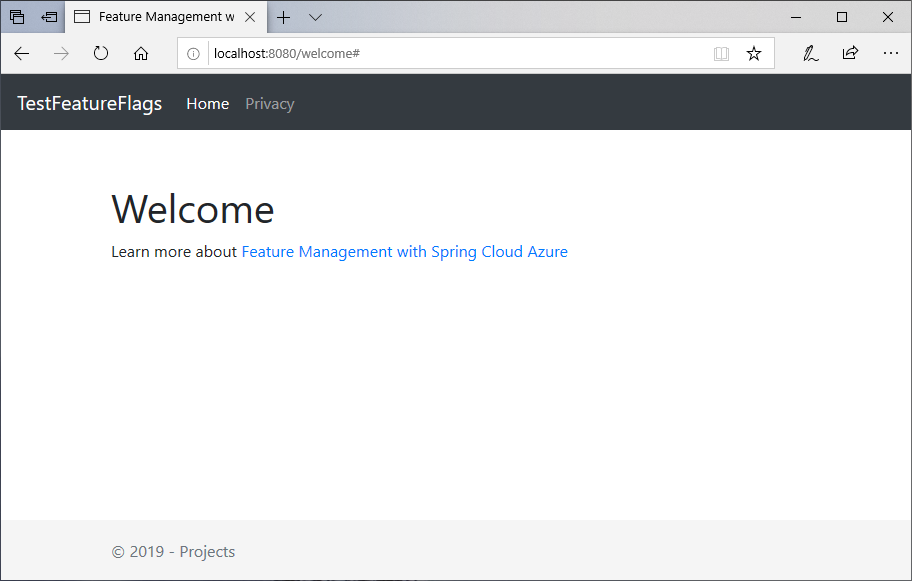 Feature Management w
localhost:8080/welcome#
TestFeatureFlags Home Privacy
Welcome
Learn more about Feature Management with Spring Cloud Azure
© 2019 - Projects